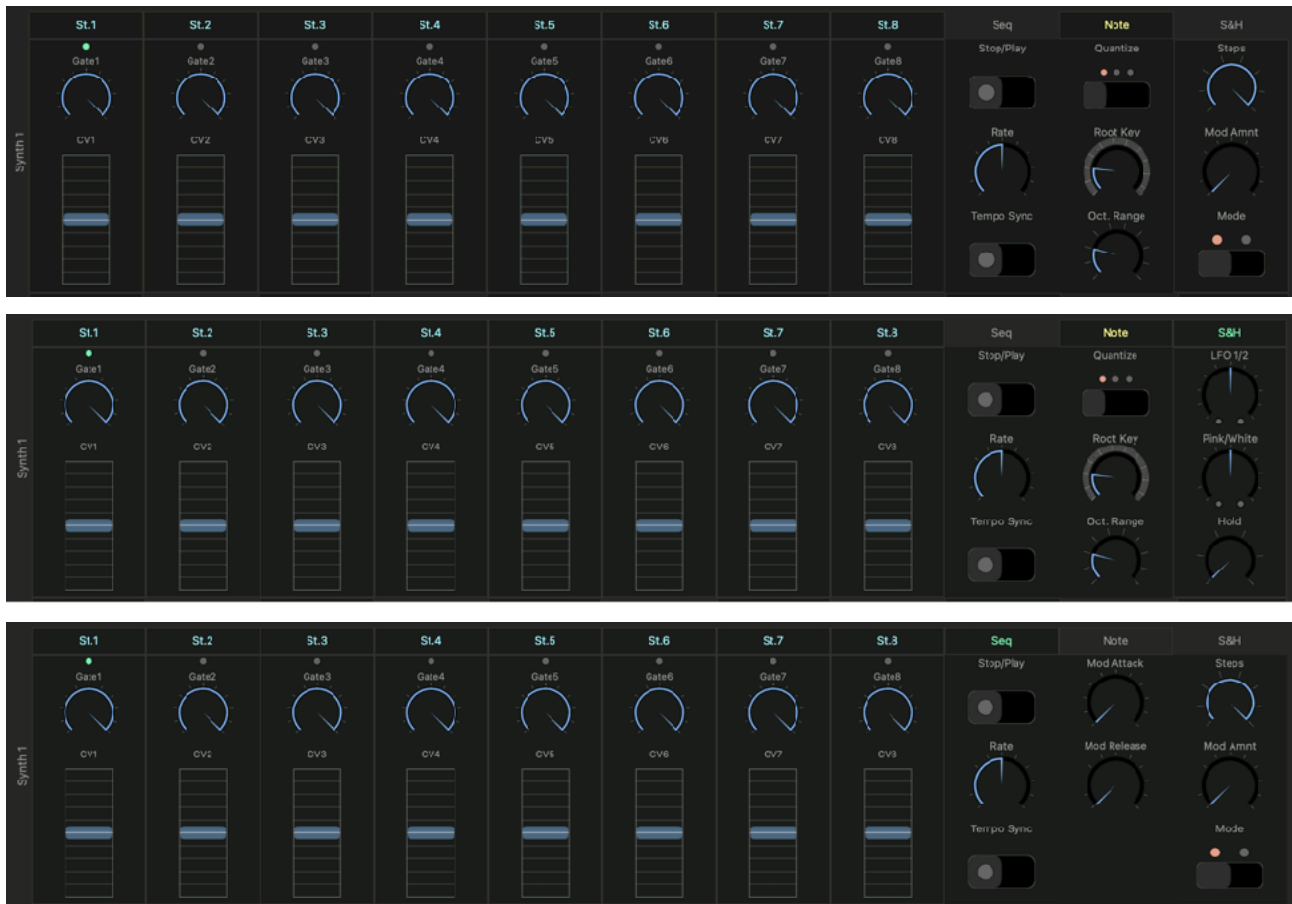 St.1 St.2 St.3 St.4 St.5 St.6 St.7 St.8 Seq Note S&H
Gate1 Gate2 Gate3 Gate4 Gate5 Gate6 Gate7 Gate8 Stop/Play Quantize Steps
CV1 CV2 CV3 CV4 CV5 CV6 CV7 CV8 Rate Root Key Mod Amnt
Synth 1
Tempo Sync Oct. Range Mode
St.1 St.2 St.3 St.4 St.5 St.6 St.7 St.8 Seq Note S&H
Gate1 Gate2 Gate3 Gate4 Gate5 Gate6 Gate7 Gate8 Stop/Play Quantize LFO 1/2
CV1 CV2 CV3 CV4 CV5 CV6 CV7 CV8 Rate Root Key Pink/White
Synth 1
Tempo Sync Oct. Range Hold
St.1 St.2 St.3 St.4 St.5 St.6 St.7 St.8 Seq Note S&H
Gate1 Gate2 Gate3 Gate4 Gate5 Gate6 Gate7 Gate8 Stop/Play Mod Attack Steps
CV1 CV2 CV3 CV4 CV5 CV6 CV7 CV8 Rate Mod Release Mod Amnt
Synth 1
Tempo Sync Mode